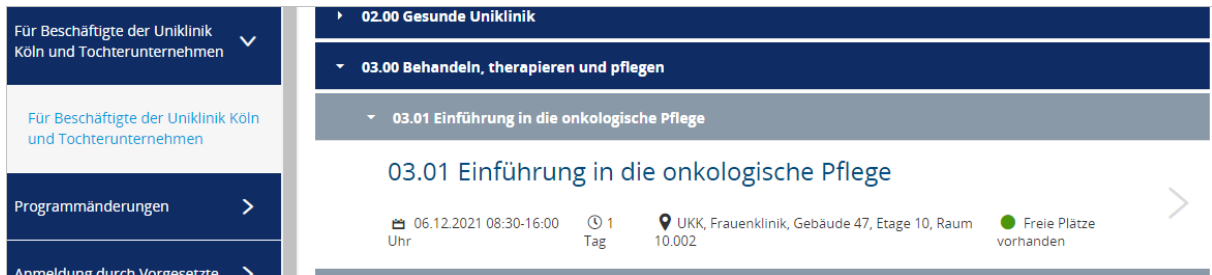 Für Beschäftigte der Uniklinik
Köln und Tochterunternehmen
Für Beschäftigte der Uniklinik Köln
und Tochterunternehmen
Programmänderungen
Anmeldung durch Vorgesetzte
02.00 Gesunde Uniklinik
03.00 Behandeln, therapieren und pflegen
03.01 Einführung in die onkologische Pflege
03.01 Einführung in die onkologische Pflege
06.12.2021 08:30-16:00
Uhr
1
Tag
UKK, Frauenklinik, Gebäude 47, Etage 10, Raum
10.002
Freie Plätze
vorhanden